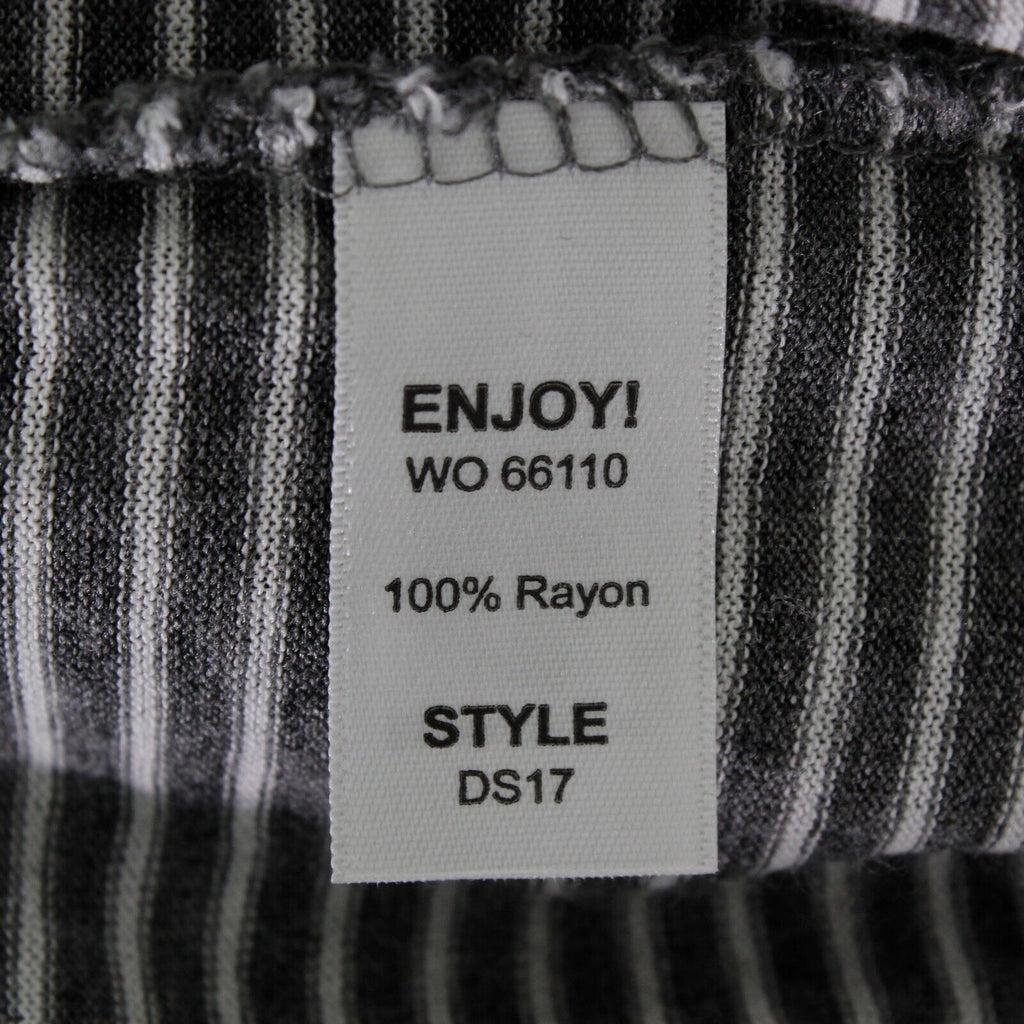 ENJOY!
WO 66110
100% Rayon
STYLE
DS17